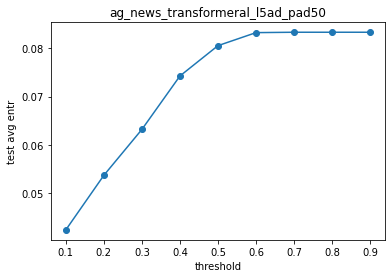 ag_news_transformeral_l5ad_pad50
0.08
0.07
0.06
0.05
test avg entr
0.1 0.2 0.3 0.4 0.5 0.6 0.7 0.8 0.9
threshold